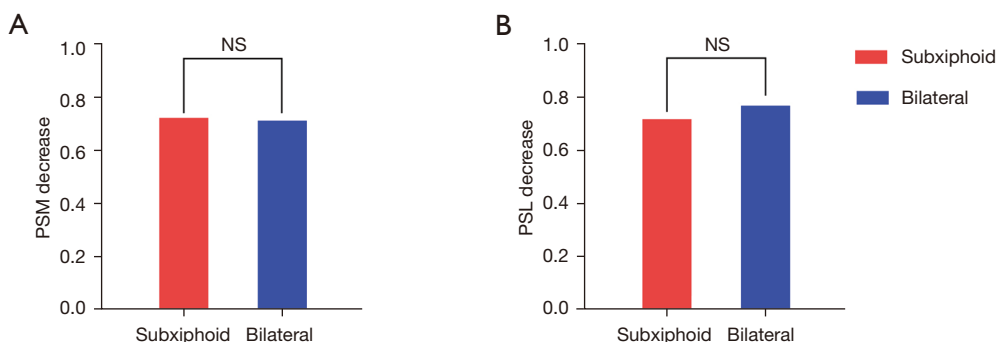 A
PSM decrease
1.0
0.8
0.6
0.4
0.2
0.0
NS
Subxiphoid Bilateral
B
PSL decrease
1.0
0.8
0.6
0.4
0.2
0.0
NS
Subxiphoid Bilateral
Subxiphoid
Bilateral